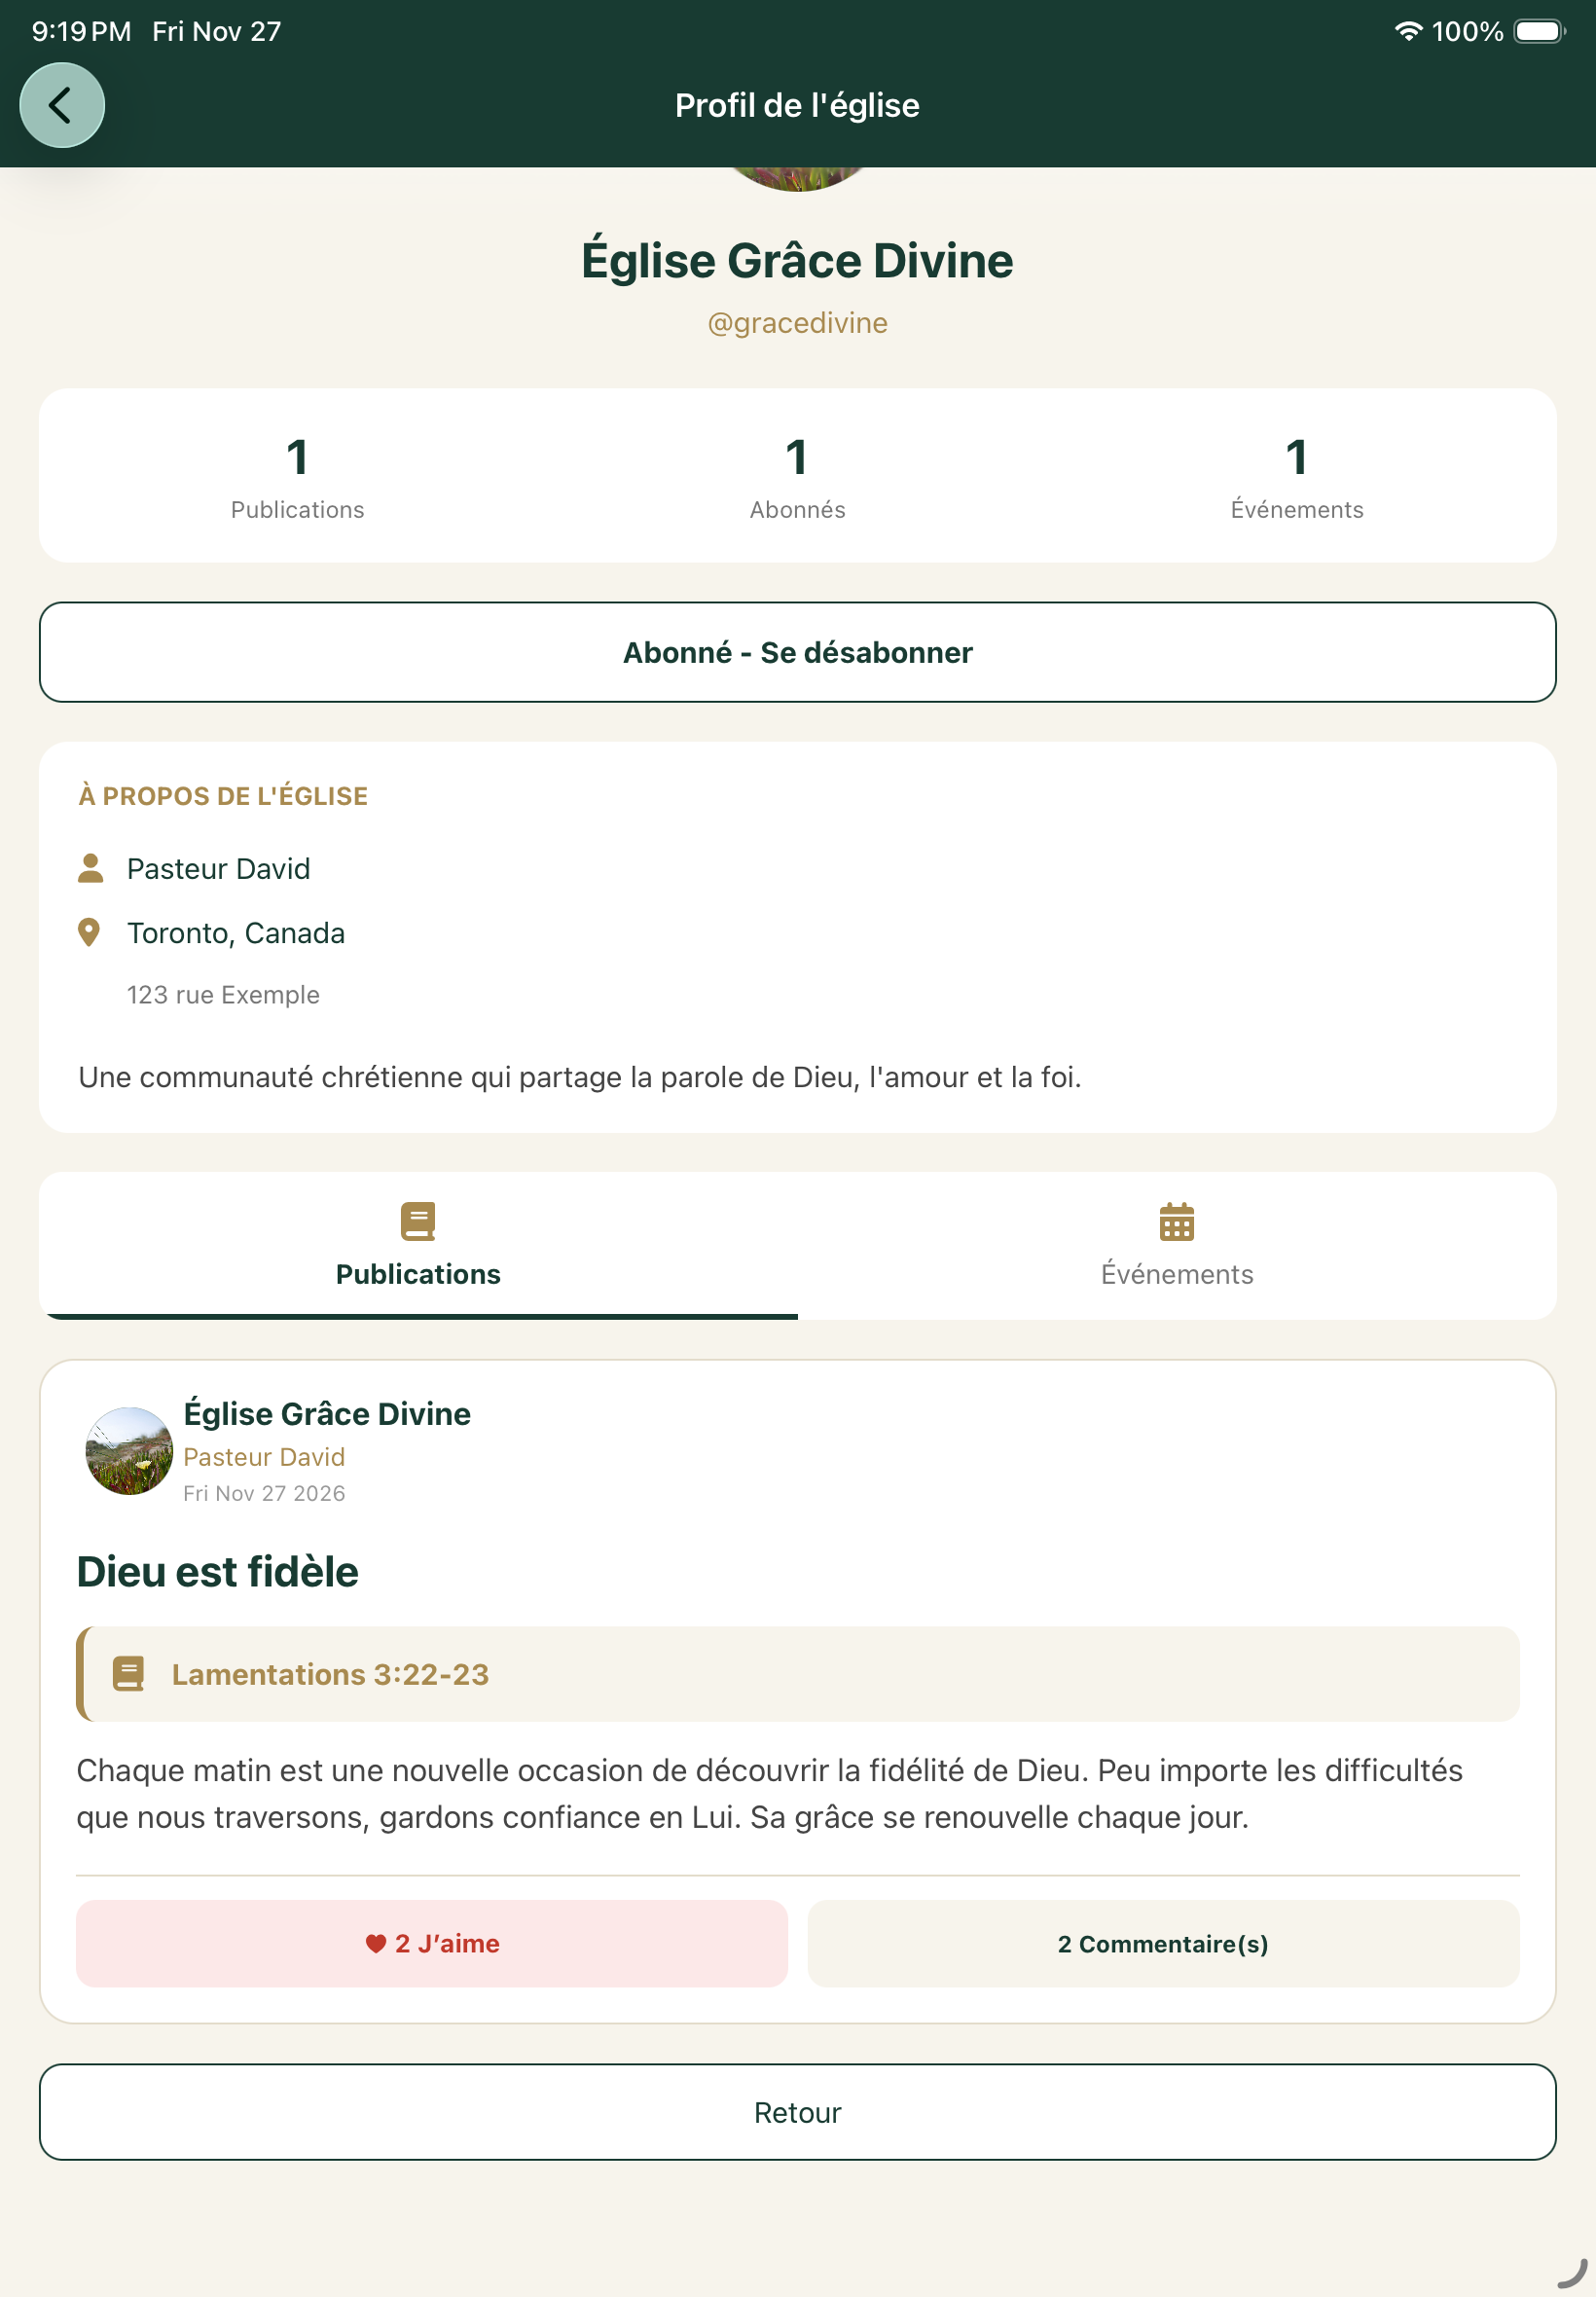 9:19 PM Fri Nov 27
100%
Profil de l'église
Église Grâce Divine
@gracedivine
1
Publications
1
Abonnés
1
Événements
Abonné - Se désabonner
À PROPOS DE L'ÉGLISE
Pasteur David
Toronto, Canada
123 rue Exemple
Une communauté chrétienne qui partage la parole de Dieu, l'amour et la foi.
Publications
Événements
Église Grâce Divine
Pasteur David
Fri Nov 27 2026
Dieu est fidèle
Lamentations 3:22-23
Chaque matin est une nouvelle occasion de découvrir la fidélité de Dieu. Peu importe les difficultés
que nous traversons, gardons confiance en Lui. Sa grâce se renouvelle chaque jour.
2 J’aime
2 Commentaire(s)
Retour